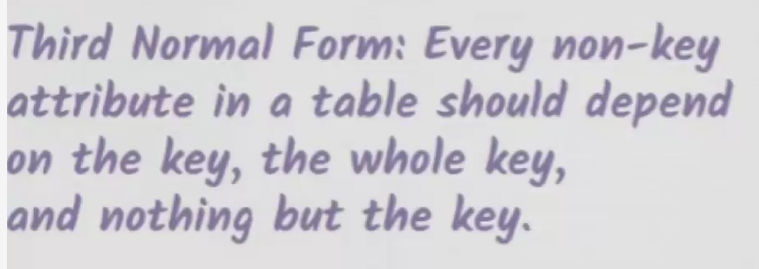 Third Normal Form: Every non-key
attribute in a table should depend
on the key, the whole key,
and nothing but the key.